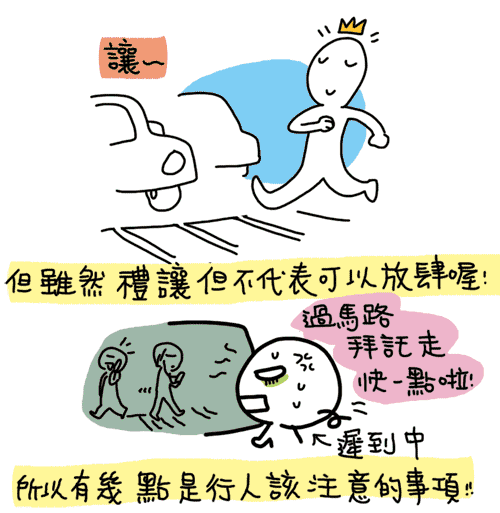 讓～
但雖然禮讓但不代表可以放肆喔!
過馬路
拜託走
快一點啦!
遲到中
所以有幾點是行人該注意的事項!!